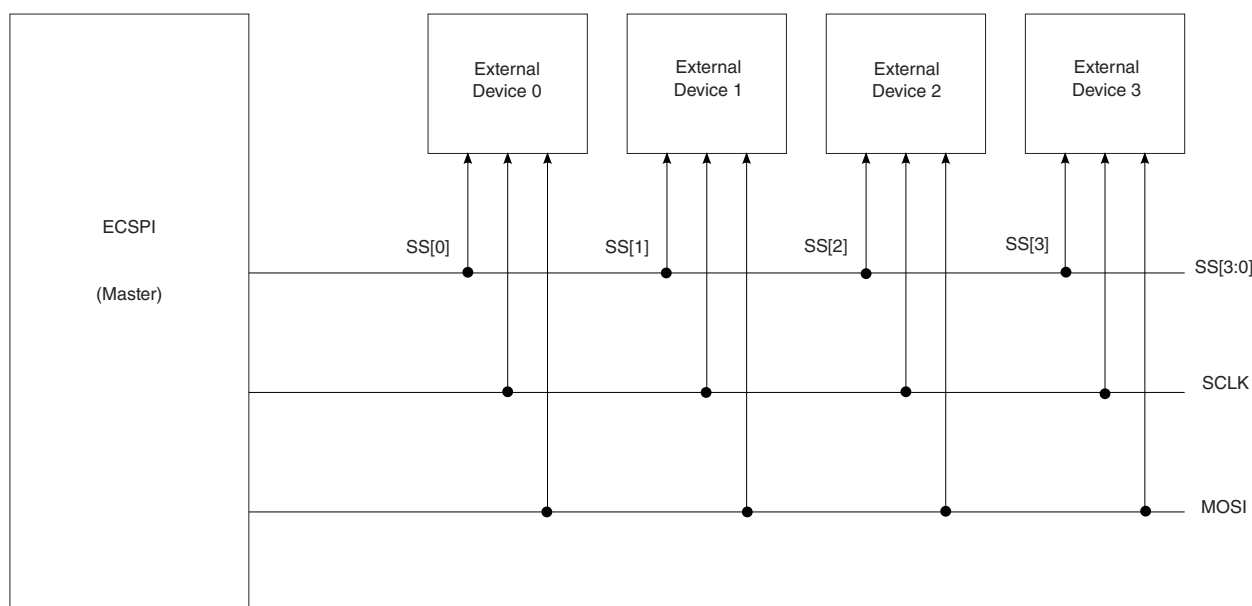 External
Device 0
External
Device 1
External
Device 2
External
Device 3
ECSPI
(Master)
SS[0]
SS[1]
SS[2]
SS[3]
SS[3:0]
SCLK
MOSI